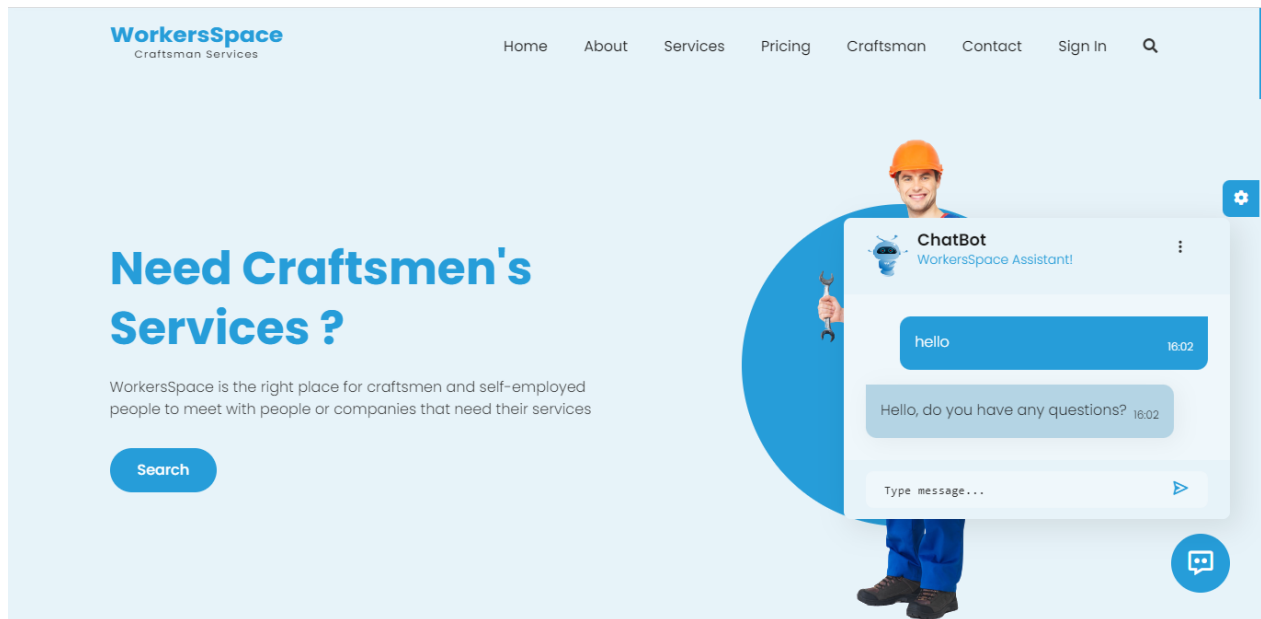 WorkersSpace
Craftsman Services
Home About Services Pricing Craftsman Contact Sign In
Need Craftsmen's
Services ?
WorkersSpace is the right place for craftsmen and self-employed
people to meet with people or companies that need their services
Search
ChatBot
WorkersSpace Assistant!
hello 16:02
Hello, do you have any questions? 16:02
Type message...